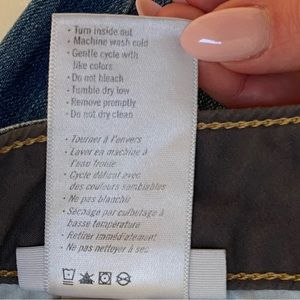 • Turn inside out
• Machine wash cold
• Gentle cycle with
like colors
• Do not bleach
• Tumble dry low
• Remove promptly
• Do not dry clean
• Tourner à l'envers
• Laver en machine à
l'eau froide
• Cycle délicat avec
des couleurs semblables
• Ne pas blanchir
• Séchage par culbutage à
basse température
• Retirer immédiatement
• Ne pas nettoyer à sec